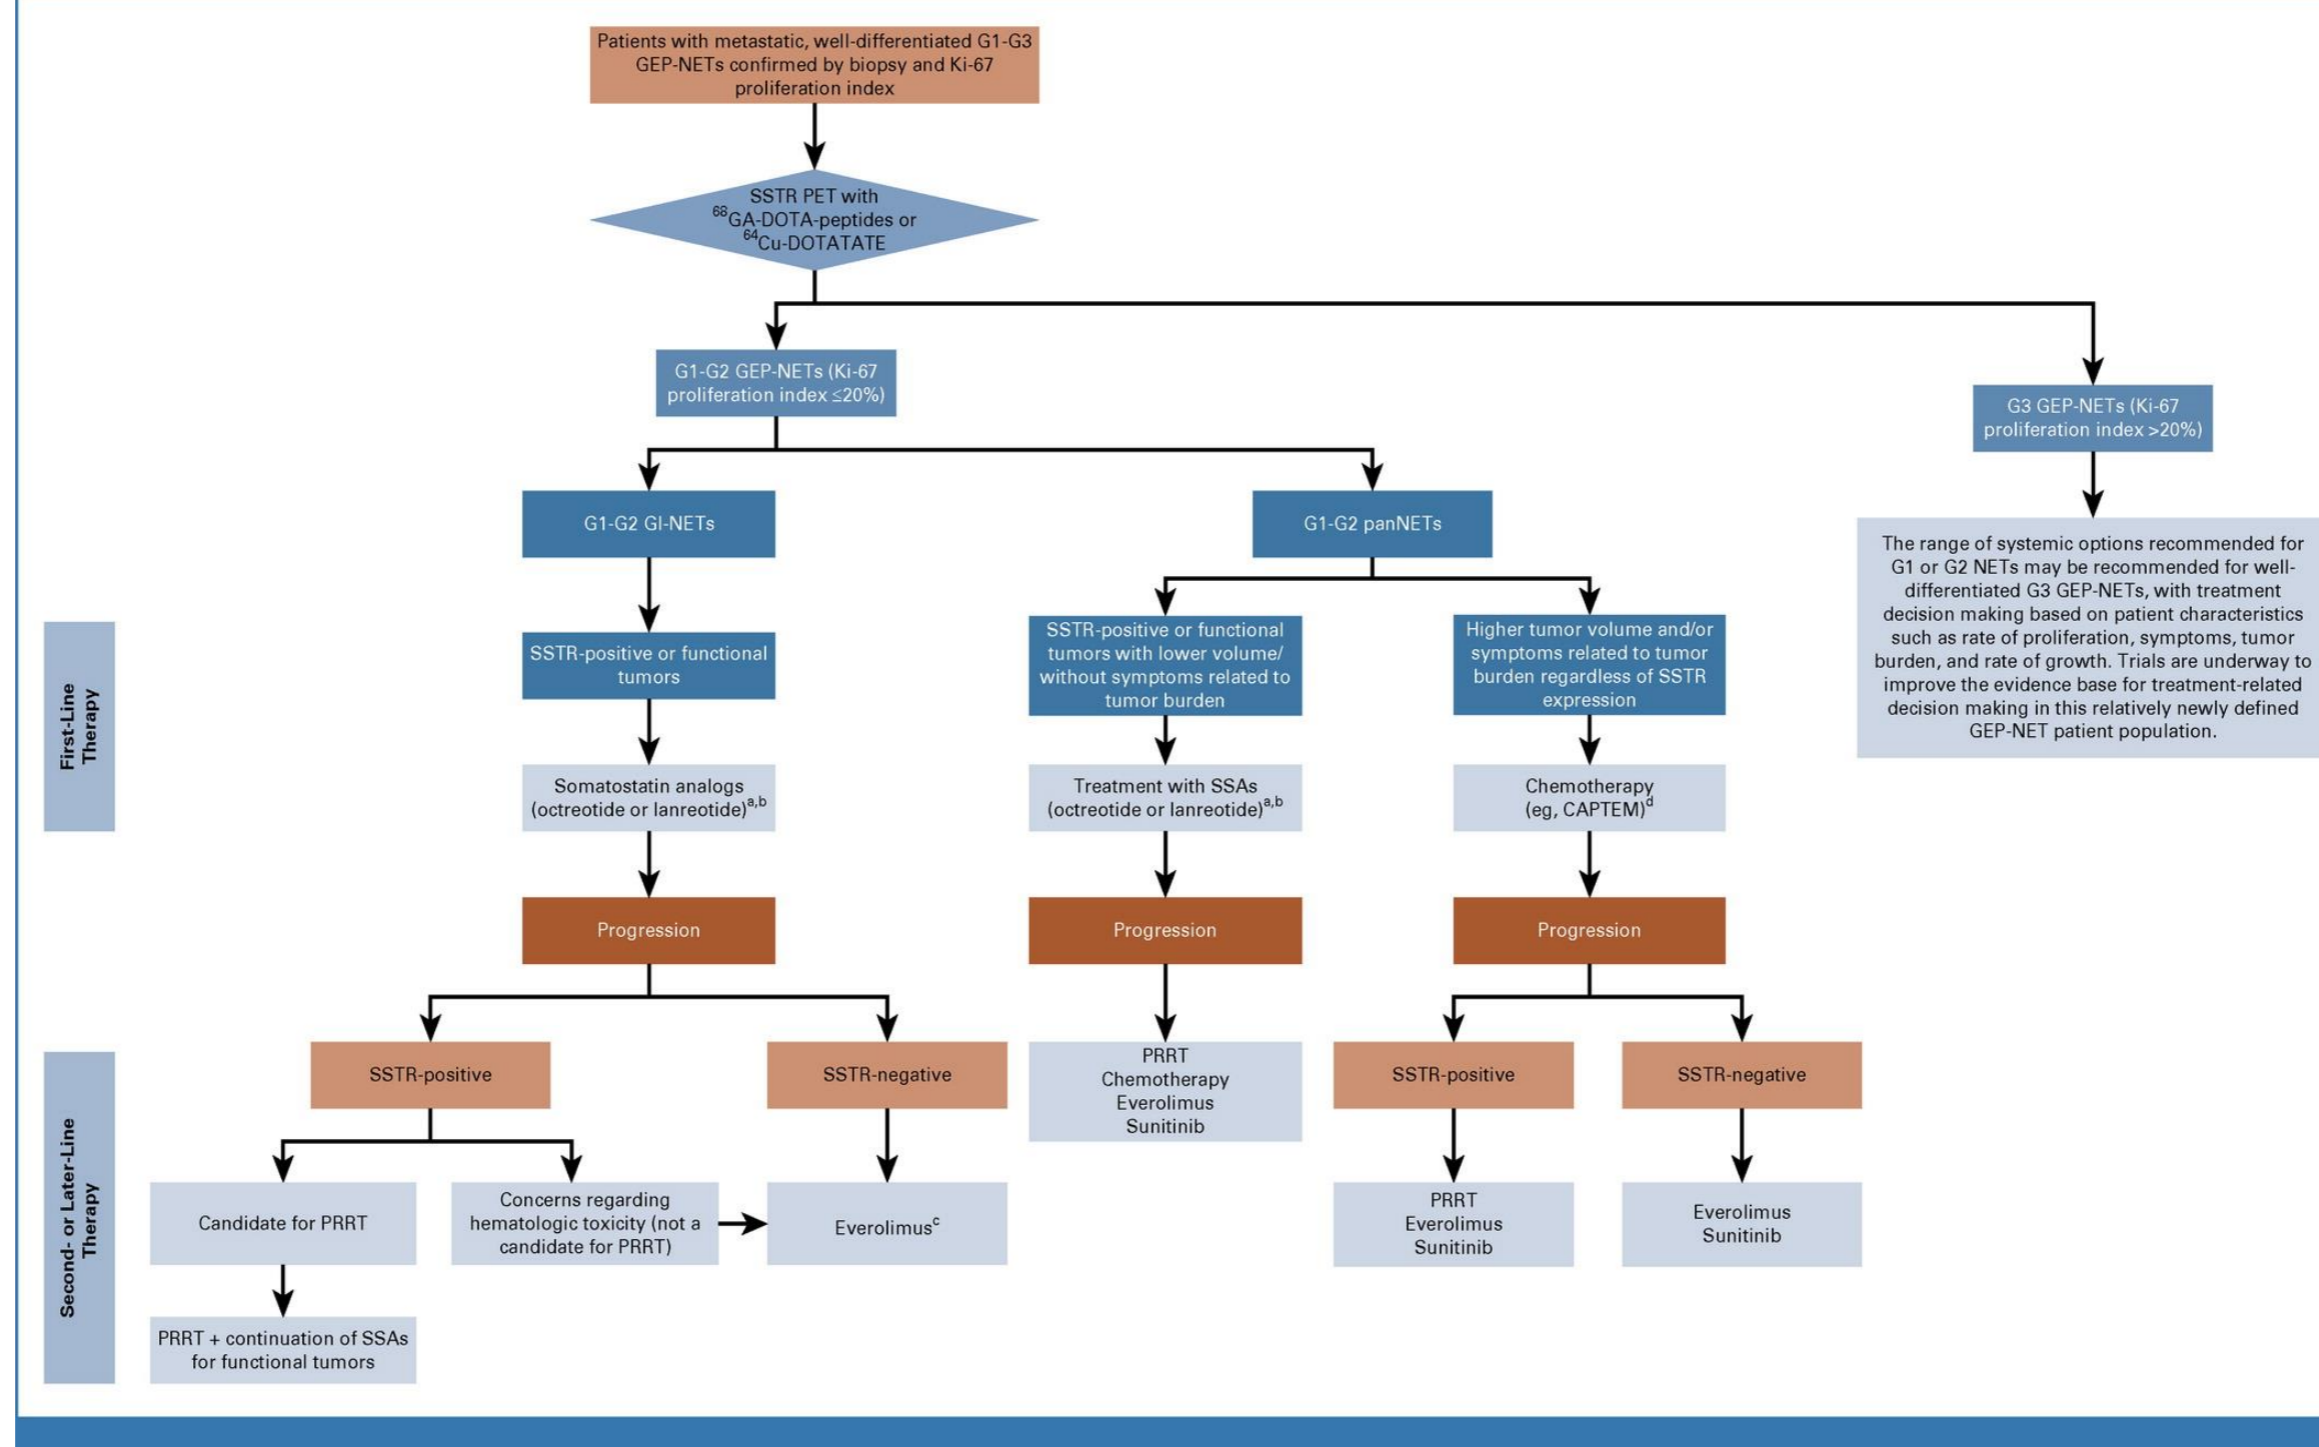 Patients with metastatic, well-differentiated G1-G3
GEP-NETs confirmed by biopsy and Ki-67
proliferation index
SSTR PET with
⁶⁸GA-DOTA-peptides or
⁶⁴Cu-DOTATATE
G1-G2 GEP-NETs (Ki-67
proliferation index ≤20%)
G3 GEP-NETs (Ki-67
proliferation index >20%)
G1-G2 GI-NETs
G1-G2 panNETs
The range of systemic options recommended for
G1 or G2 NETs may be recommended for well-
differentiated G3 GEP-NETs, with treatment
decision making based on patient characteristics
such as rate of proliferation, symptoms, tumor
burden, and rate of growth. Trials are underway to
improve the evidence base for treatment-related
decision making in this relatively newly defined
GEP-NET patient population.
First-Line
Therapy
SSTR-positive or functional
tumors
SSTR-positive or functional
tumors with lower volume/
without symptoms related to
tumor burden
Higher tumor volume and/or
symptoms related to tumor
burden regardless of SSTR
expression
Somatostatin analogs
(octreotide or lanreotide)ᵃ,ᵇ
Treatment with SSAs
(octreotide or lanreotide)ᵃ,ᵇ
Chemotherapy
(eg, CAPTEM)ᵈ
Progression
Progression
Progression
Second- or Later-Line
Therapy
SSTR-positive
SSTR-negative
PRRT
Chemotherapy
Everolimus
Sunitinib
SSTR-positive
SSTR-negative
Candidate for PRRT
Concerns regarding
hematologic toxicity (not a
candidate for PRRT)
Everolimusᶜ
PRRT
Everolimus
Sunitinib
Everolimus
Sunitinib
PRRT + continuation of SSAs
for functional tumors